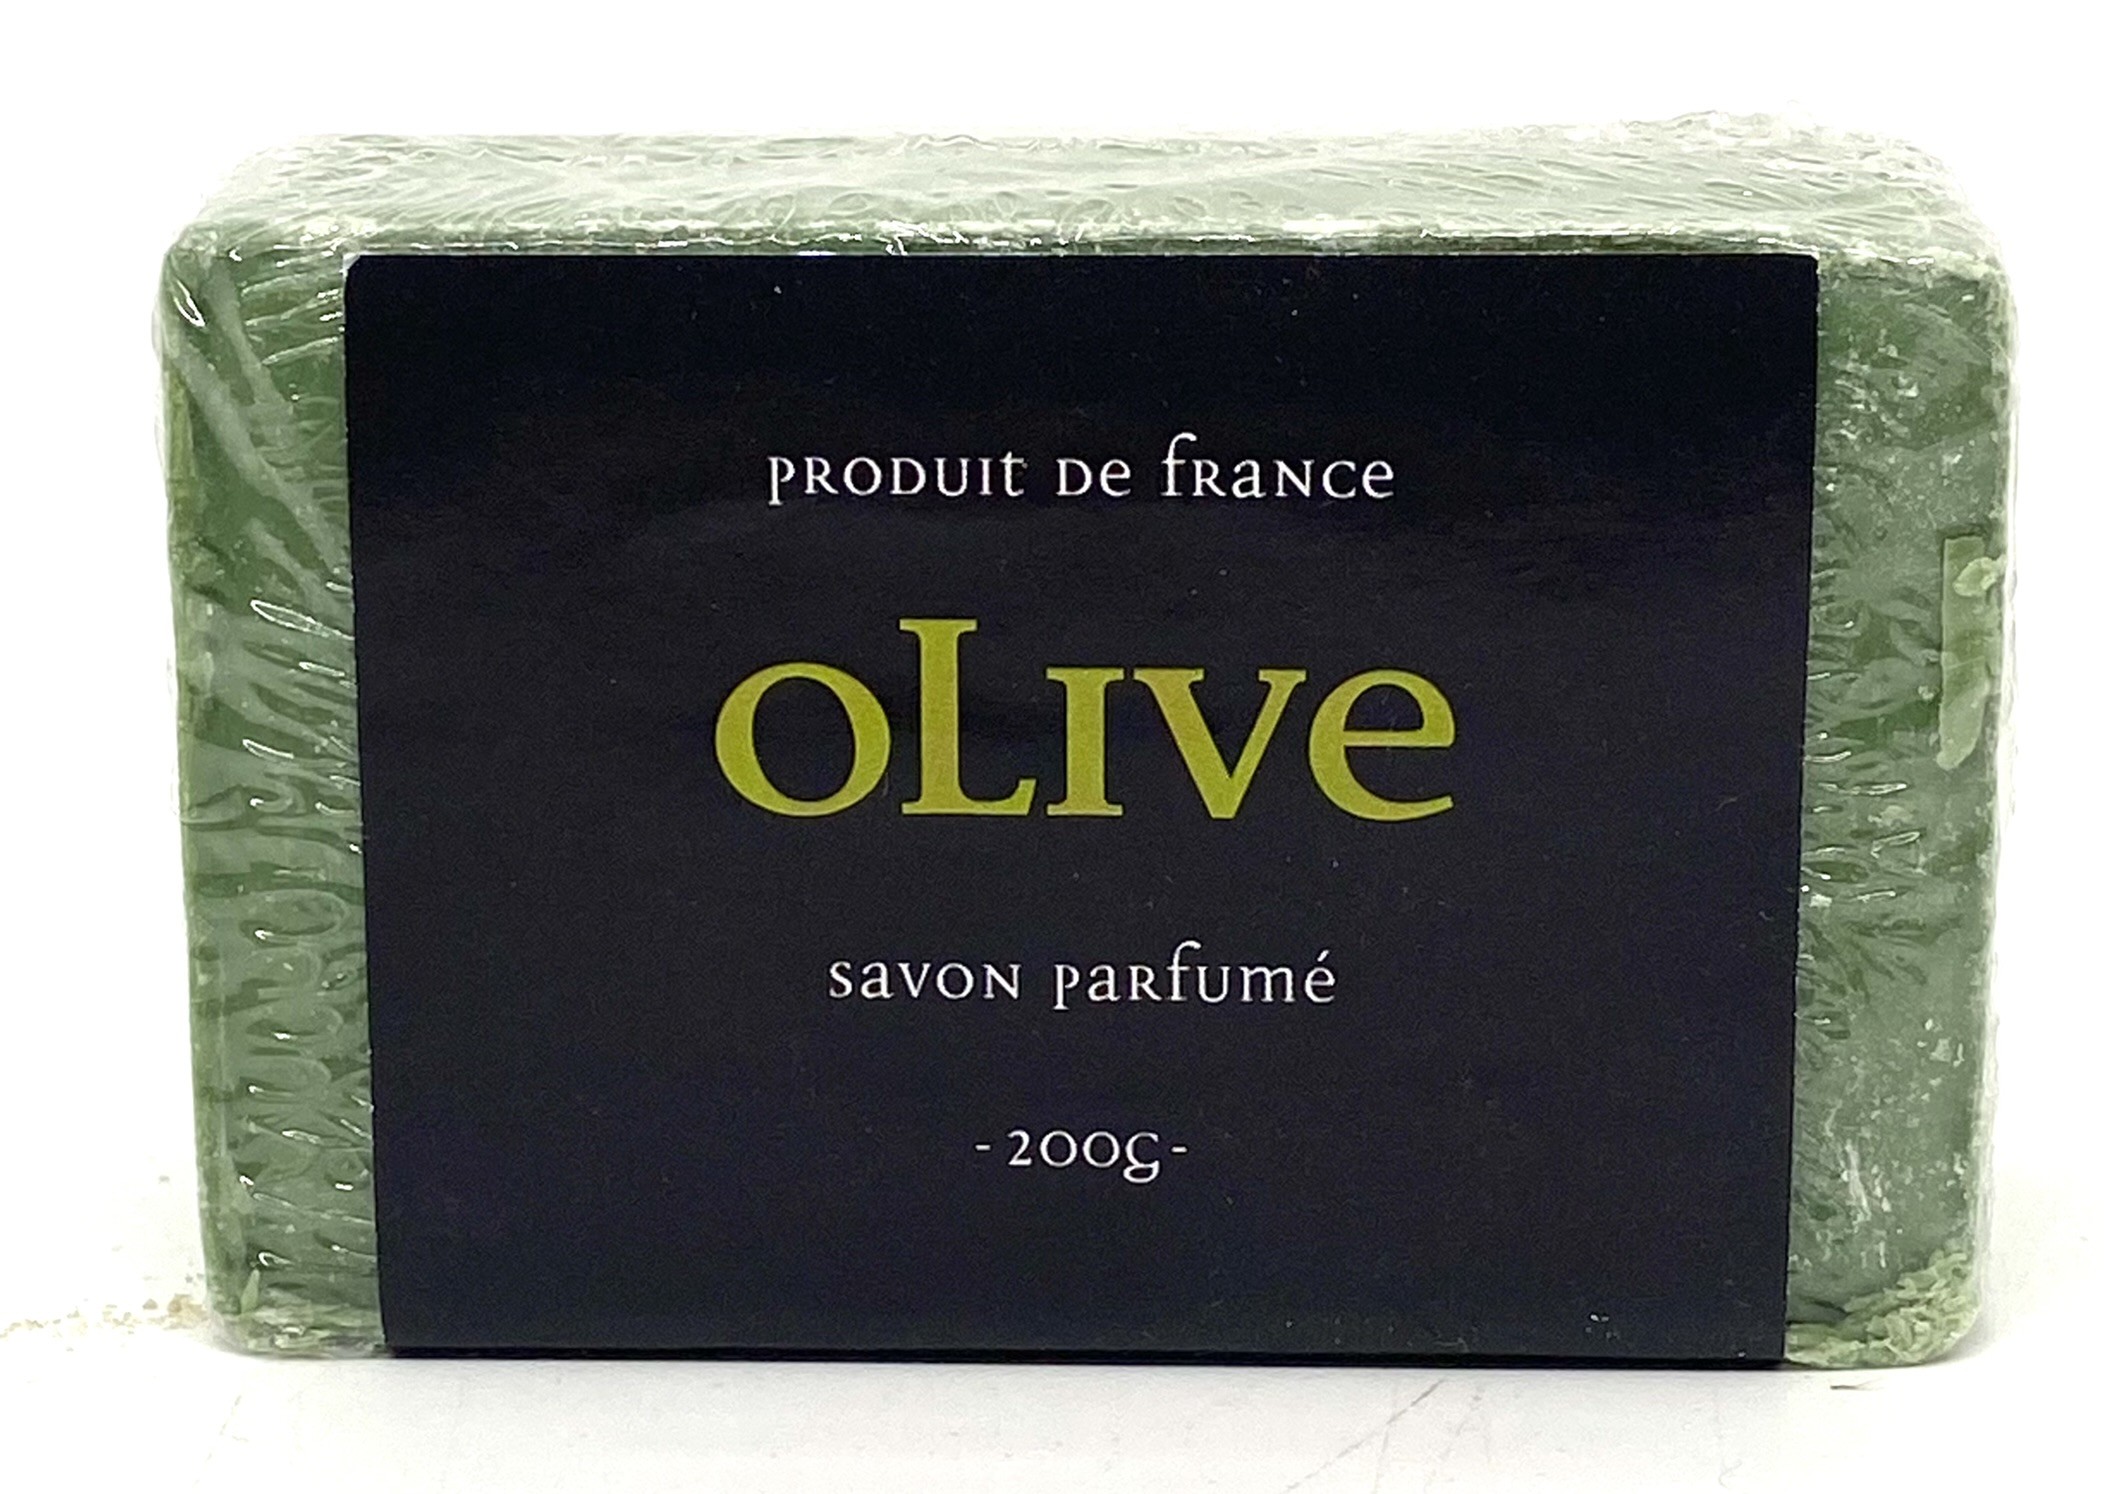 PRODUIT DE FRANCE
OLIVE
SAVON PARFUMÉ
-200G-